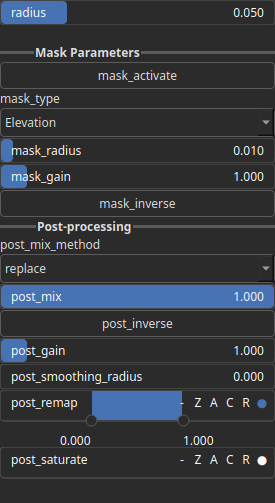 radius 0.050
Mask Parameters
mask_activate
mask_type
Elevation
mask_radius 0.010
mask_gain 1.000
mask_inverse
Post-processing
post_mix_method
replace
post_mix 1.000
post_inverse
post_gain 1.000
post_smoothing_radius 0.000
post_remap - Z A C R
0.000 1.000
post_saturate - Z A C R